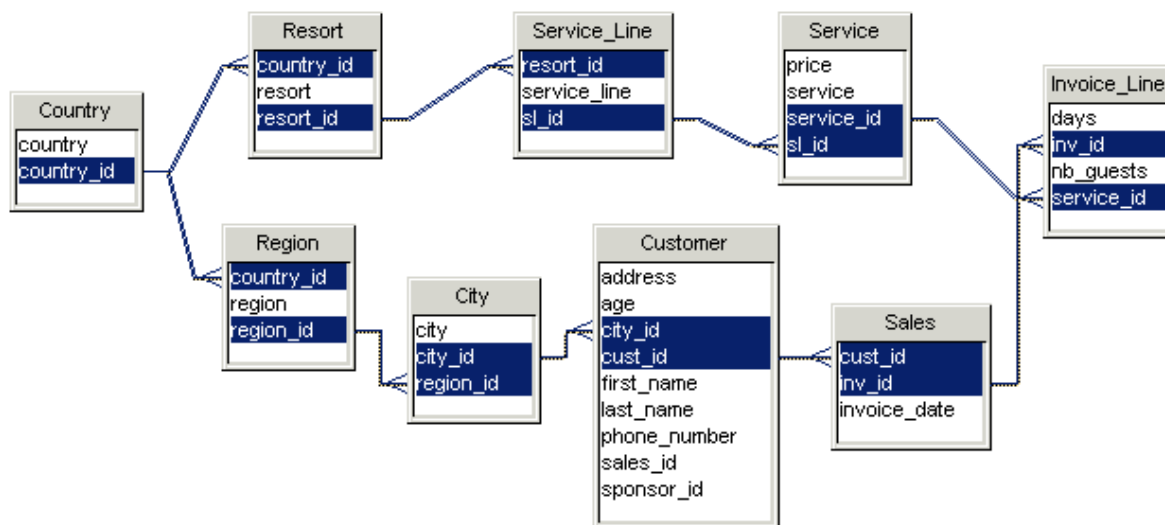 Country
country
country_id
Resort
country_id
resort
resort_id
Service_Line
resort_id
service_line
sl_id
Service
price
service
service_id
sl_id
Invoice_Line
days
inv_id
nb_guests
service_id
Region
country_id
region
region_id
City
city
city_id
region_id
Customer
address
age
city_id
cust_id
first_name
last_name
phone_number
sales_id
sponsor_id
Sales
cust_id
inv_id
invoice_date